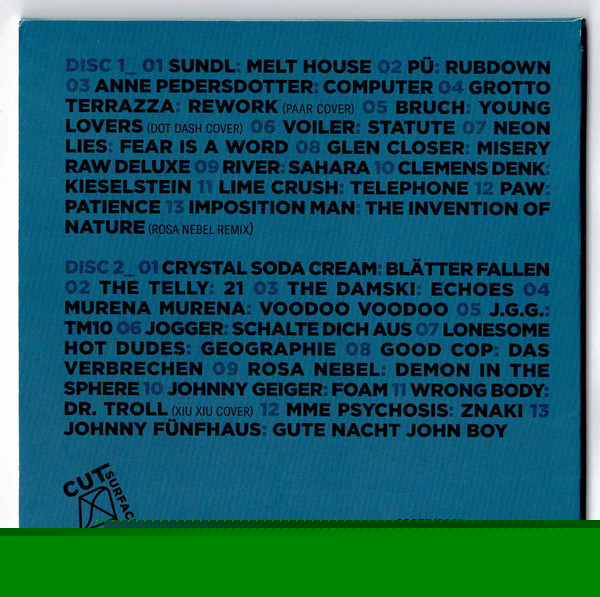 DISC 1_ 01 SUNDL: MELT HOUSE 02 PÜ: RUBDOWN
03 ANNE PEDERSDOTTER: COMPUTER 04 GROTTO
TERRAZZA: REWORK (PAAR COVER) 05 BRUCH: YOUNG
LOVERS (DOT DASH COVER) 06 VOILER: STATUTE 07 NEON
LIES: FEAR IS A WORD 08 GLEN CLOSER: MISERY
RAW DELUXE 09 RIVER: SAHARA 10 CLEMENS DENK:
KIESELSTEIN 11 LIME CRUSH: TELEPHONE 12 PAW:
PATIENCE 13 IMPOSITION MAN: THE INVENTION OF
NATURE (ROSA NEBEL REMIX)
DISC 2_ 01 CRYSTAL SODA CREAM: BLÄTTER FALLEN
02 THE TELLY: 21 03 THE DAMSKI: ECHOES 04
MURENA MURENA: VOODOO VOODOO 05 J.G.G.:
TM10 06 JOGGER: SCHALTE DICH AUS 07 LONESOME
HOT DUDES: GEOGRAPHIE 08 GOOD COP: DAS
VERBRECHEN 09 ROSA NEBEL: DEMON IN THE
SPHERE 10 JOHNNY GEIGER: FOAM 11 WRONG BODY:
DR. TROLL (XIU XIU COVER) 12 MME PSYCHOSIS: ZNAKI 13
JOHNNY FÜNFHAUS: GUTE NACHT JOHN BOY
CUT